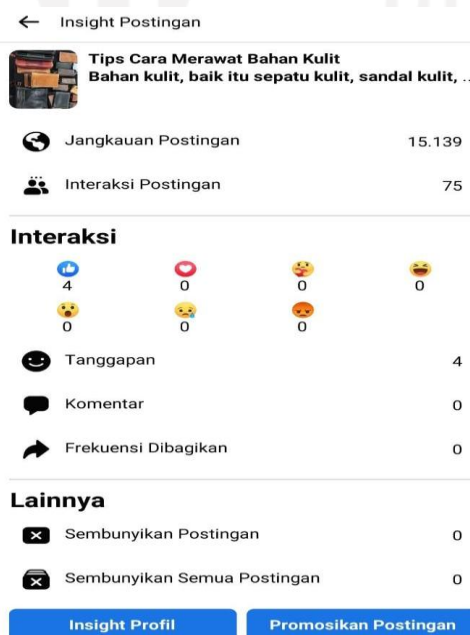 Insight Postingan
Tips Cara Merawat Bahan Kulit
Bahan kulit, baik itu sepatu kulit, sandal kulit, ...
Jangkauan Postingan 15.139
Interaksi Postingan 75
Interaksi
4 0 0 0
0 0 0
Tanggapan 4
Komentar 0
Frekuensi Dibagikan 0
Lainnya
Sembunyikan Postingan 0
Sembunyikan Semua Postingan 0
Insight Profil Promosikan Postingan